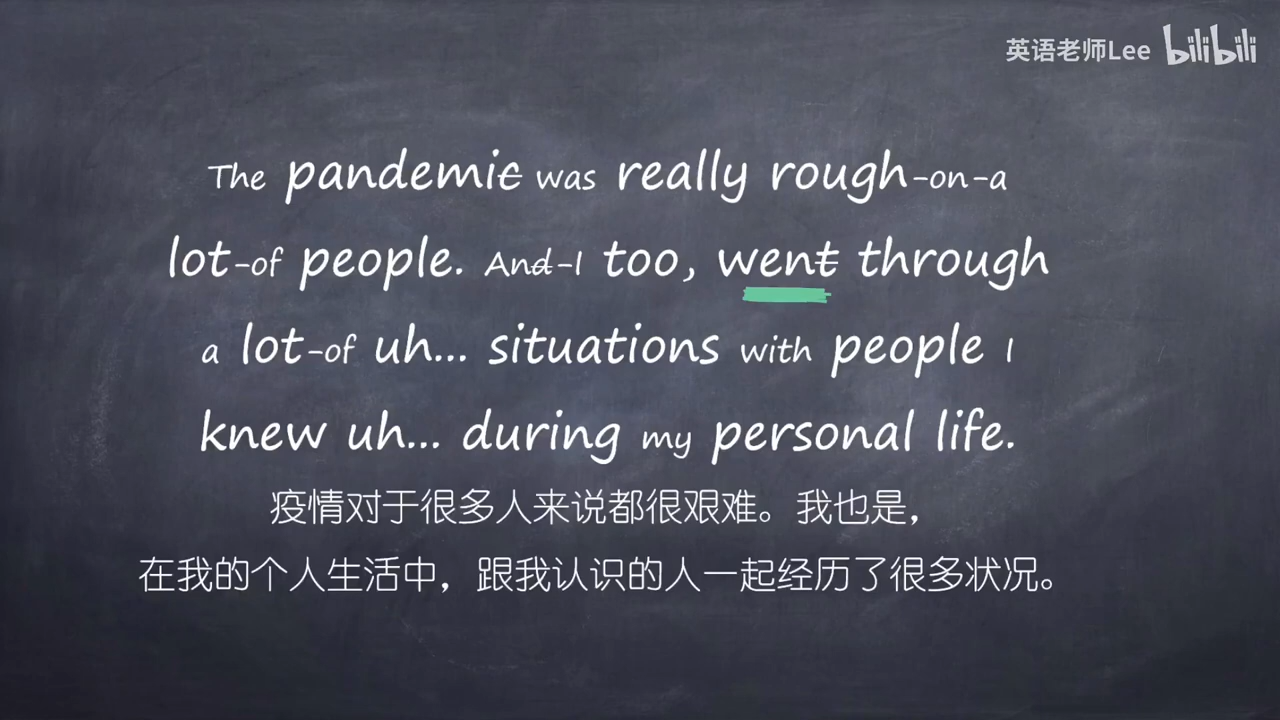 英语老师Lee bilibili
The pandemic was really rough-on-a
lot-of people. And-I too, went through
a lot-of uh... situations with people I
knew uh... during my personal life.
疫情对于很多人来说都很艰难。我也是，
在我的个人生活中，跟我认识的人一起经历了很多状况。